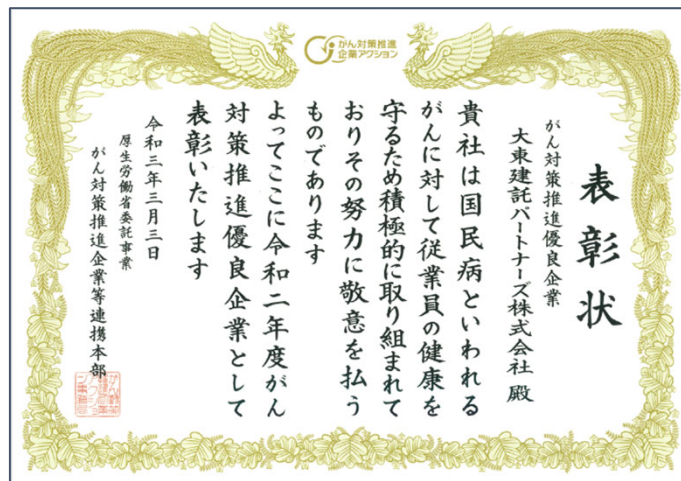 がん対策推進
企業アクション
表彰状
がん対策推進優良企業
大東建託パートナーズ株式会社 殿
貴社は国民病といわれる
がんに対して従業員の健康を
守るため積極的に取り組まれて
おりその努力に敬意を払う
ものであります
よってここに令和二年度がん
対策推進優良企業として
表彰いたします
令和三年三月三日
厚生労働省委託事業
がん対策推進企業等連携本部